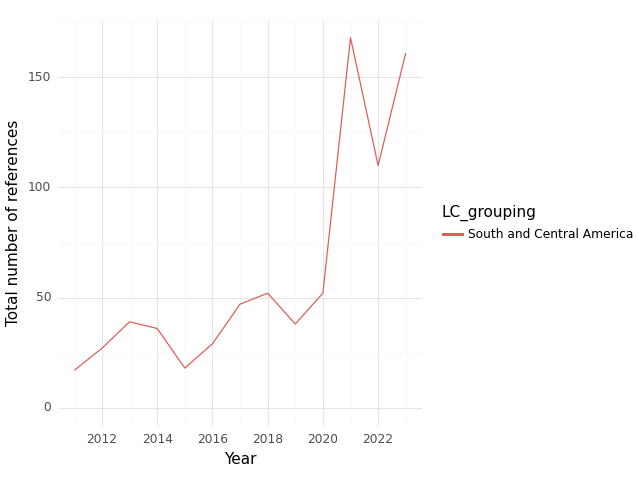 150
100
50
0
2012
2014
2016
2018
2020
2022
Year
Total number of references
LC_grouping
South and Central America